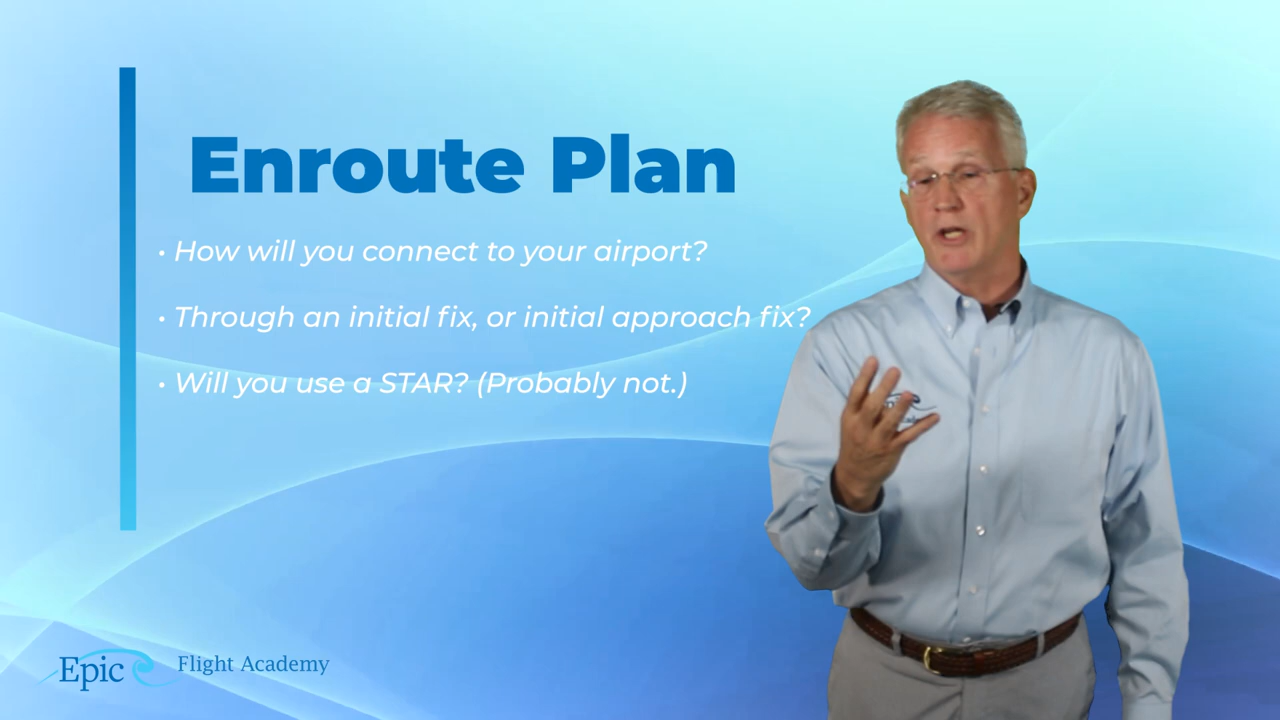 Enroute Plan
• How will you connect to your airport?
• Through an initial fix, or initial approach fix?
• Will you use a STAR? (Probably not.)
Epic Flight Academy